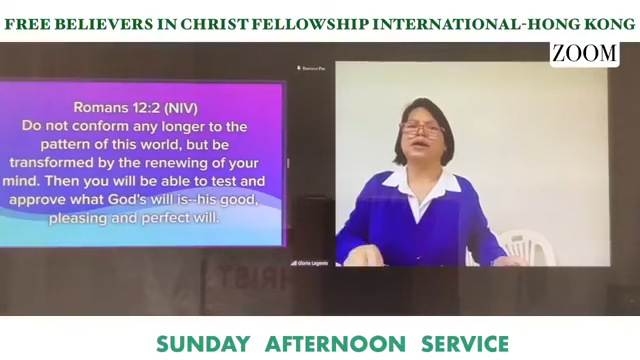 FREE BELIEVERS IN CHRIST FELLOWSHIP INTERNATIONAL-HONG KONG
ZOOM
Romans 12:2 (NIV)
Do not conform any longer to the
pattern of this world, but be
transformed by the renewing of your
mind. Then you will be able to test and
approve what God's will is--his good,
pleasing and perfect will.
CHRIST
SUNDAY AFTERNOON SERVICE